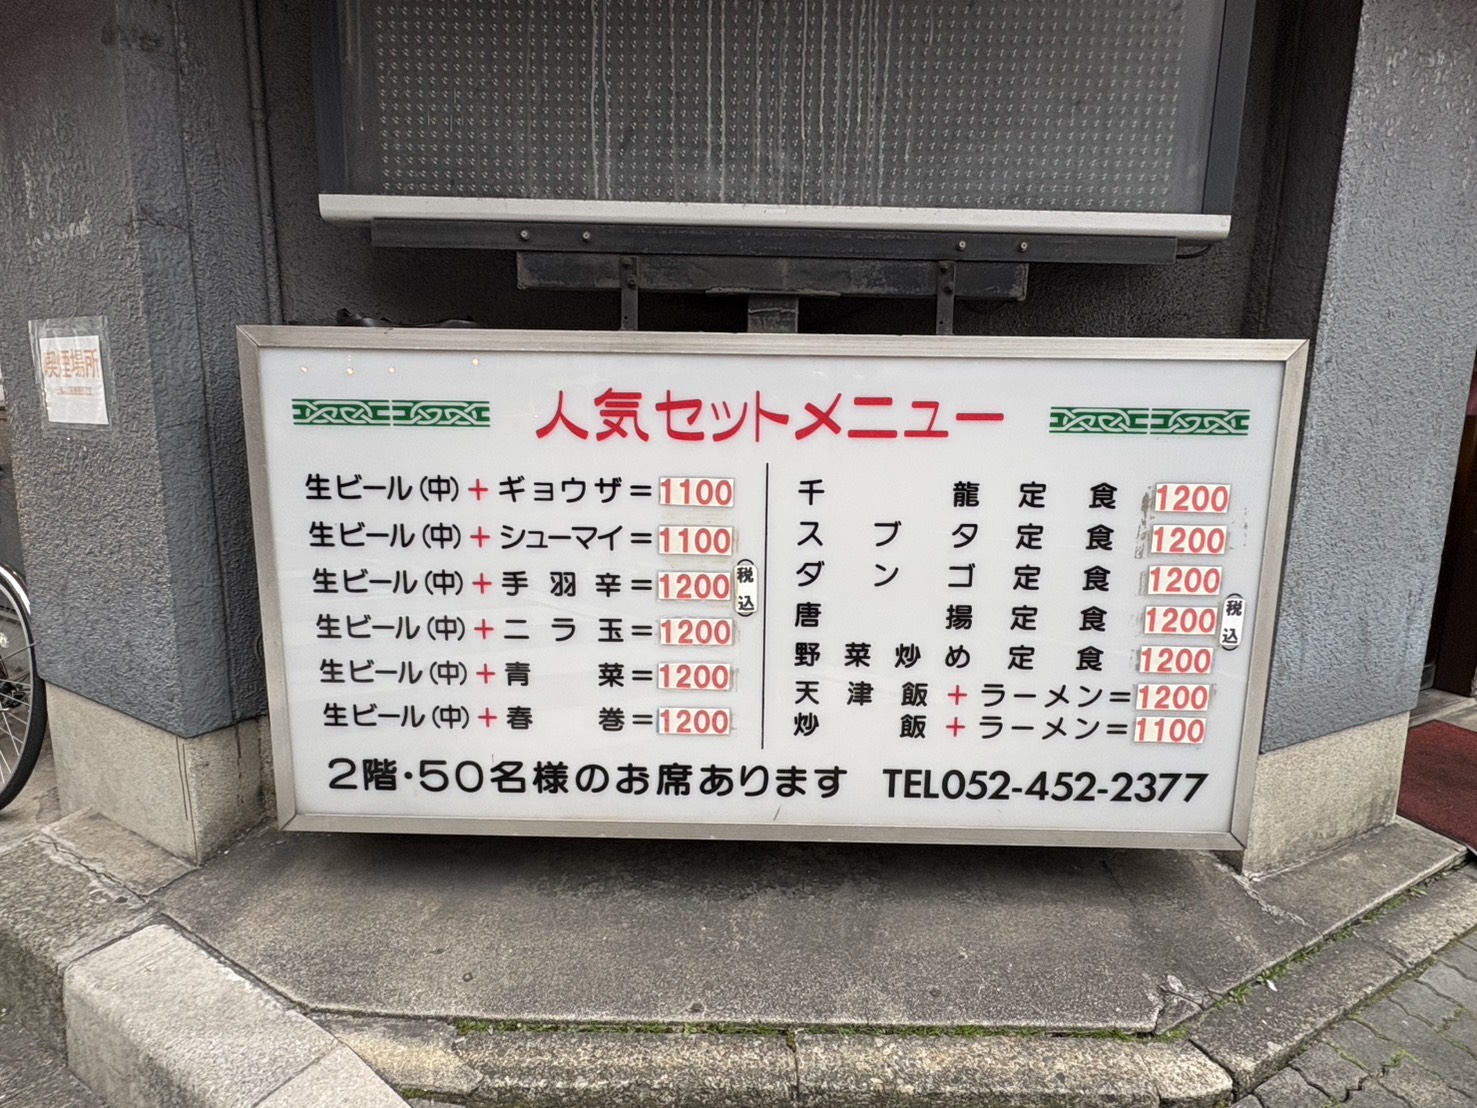 人気セットメニュー
生ビール(中)+ギョウザ=1100
生ビール(中)+シューマイ=1100
生ビール(中)+手羽辛=1200
生ビール(中)+ニラ玉=1200
生ビール(中)+青菜=1200
生ビール(中)+春巻=1200
税込
千龍定食 1200
スブタ定食 1200
ダンゴ定食 1200
唐揚定食 1200
野菜炒め定食 1200
天津飯+ラーメン=1200
炒飯+ラーメン=1100
税込
2階・50名様のお席あります TEL052-452-2377
喫煙場所